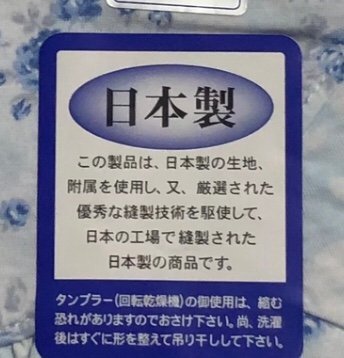 日本製
この製品は、日本製の生地、
附属を使用し、又、厳選された
優秀な縫製技術を駆使して、
日本の工場で縫製された
日本製の商品です。
タンブラー(回転乾燥機)の御使用は、縮む
恐れがありますのでおさけ下さい。尚、洗濯
後はすぐに形を整えて吊り干しして下さい。